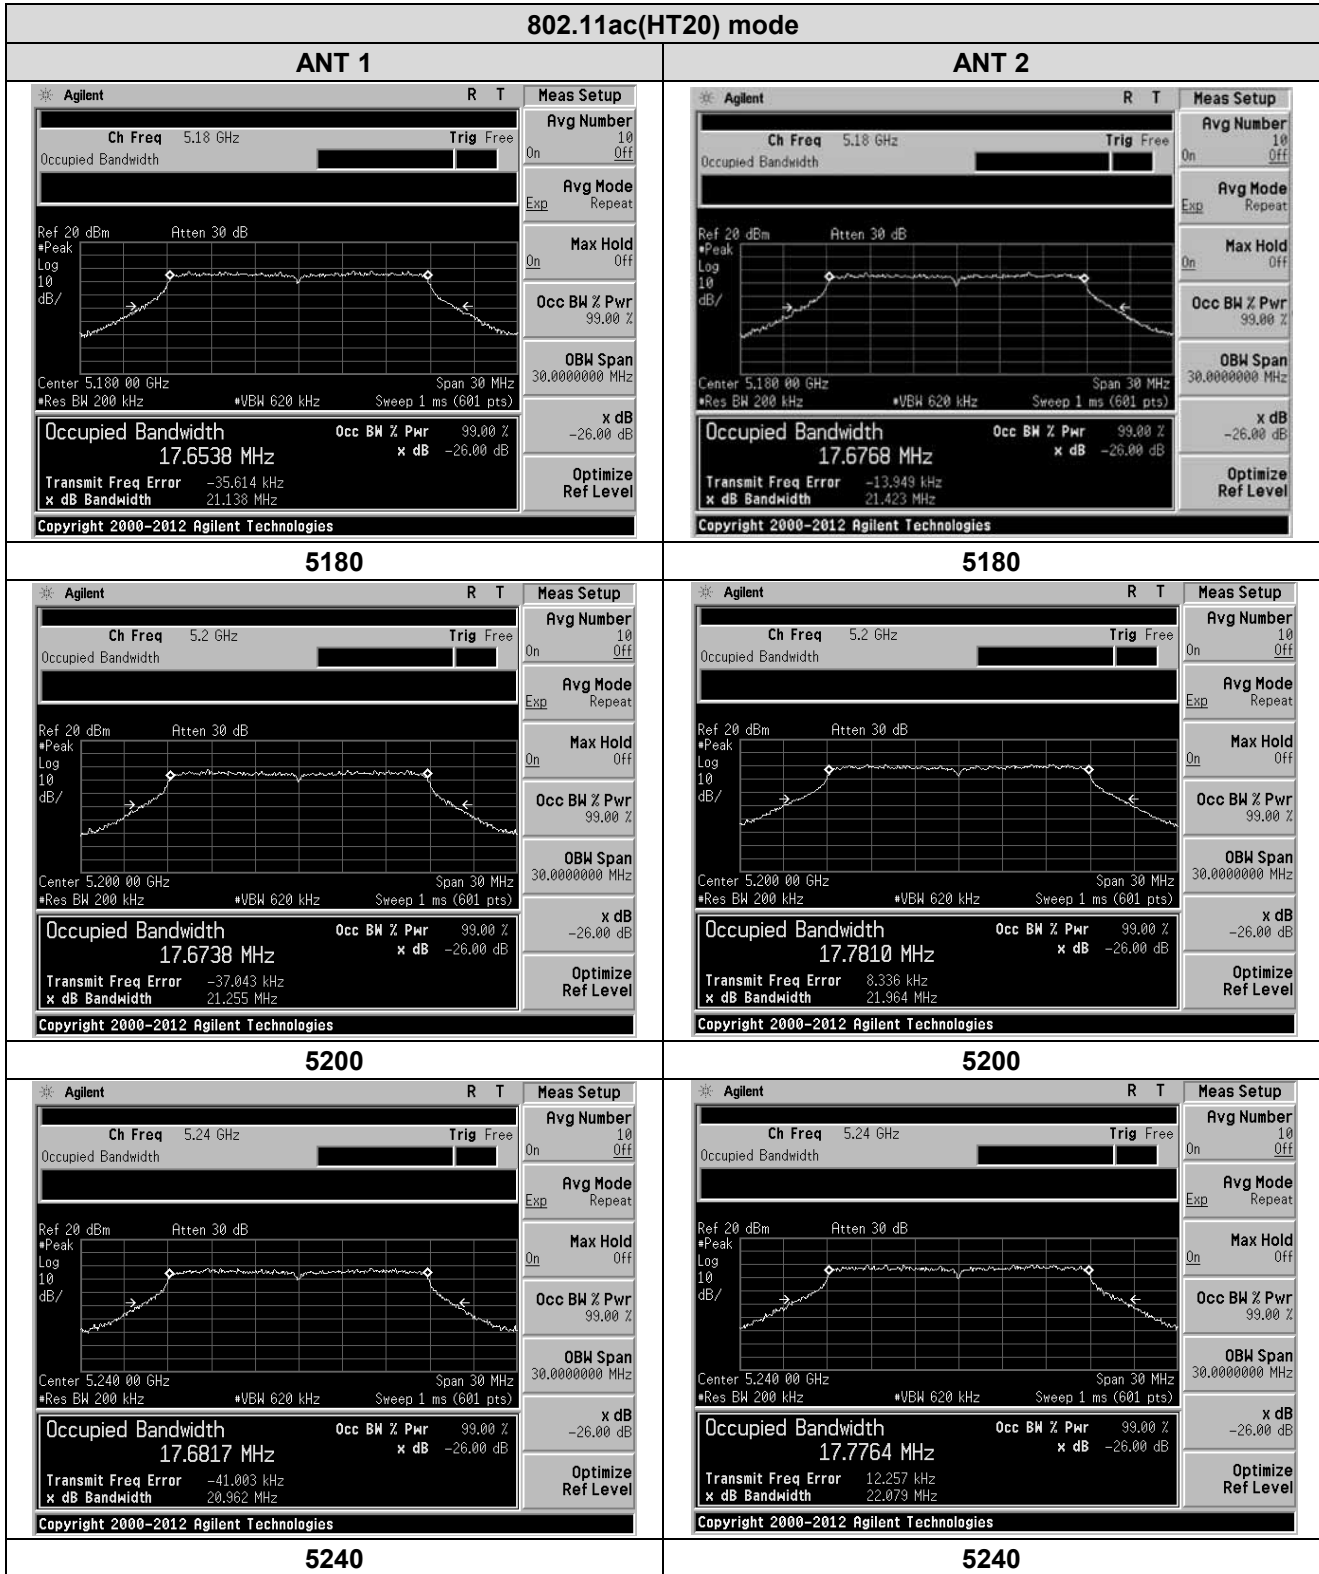 802.11ac(HT20) mode
ANT 1
ANT 2
Agilent R T Meas Setup
Ch Freq 5.18 GHz Trig Free
Occupied Bandwidth
Avg Number
10
On Off
Avg Mode
Exp Repeat
Max Hold
On Off
Occ BW % Pwr
99.00 %
OBW Span
30.0000000 MHz
x dB
-26.00 dB
Optimize
Ref Level
Ref 20 dBm Atten 30 dB
#Peak
Log
10
dB/
Center 5.180 00 GHz Span 30 MHz
#Res BW 200 kHz #VBW 620 kHz Sweep 1 ms (601 pts)
Occupied Bandwidth Occ BW % Pwr 99.00 %
17.6538 MHz x dB -26.00 dB
Transmit Freq Error -35.614 kHz
x dB Bandwidth 21.138 MHz
Copyright 2000-2012 Agilent Technologies
5180
Agilent R T Meas Setup
Ch Freq 5.18 GHz Trig Free
Occupied Bandwidth
Avg Number
10
On Off
Avg Mode
Exp Repeat
Max Hold
On Off
Occ BW % Pwr
99.00 %
OBW Span
30.0000000 MHz
x dB
-26.00 dB
Optimize
Ref Level
Ref 20 dBm Atten 30 dB
#Peak
Log
10
dB/
Center 5.180 00 GHz Span 30 MHz
#Res BW 200 kHz #VBW 620 kHz Sweep 1 ms (601 pts)
Occupied Bandwidth Occ BW % Pwr 99.00 %
17.6768 MHz x dB -26.00 dB
Transmit Freq Error -13.949 kHz
x dB Bandwidth 21.423 MHz
Copyright 2000-2012 Agilent Technologies
5180
Agilent R T Meas Setup
Ch Freq 5.2 GHz Trig Free
Occupied Bandwidth
Avg Number
10
On Off
Avg Mode
Exp Repeat
Max Hold
On Off
Occ BW % Pwr
99.00 %
OBW Span
30.0000000 MHz
x dB
-26.00 dB
Optimize
Ref Level
Ref 20 dBm Atten 30 dB
#Peak
Log
10
dB/
Center 5.200 00 GHz Span 30 MHz
#Res BW 200 kHz #VBW 620 kHz Sweep 1 ms (601 pts)
Occupied Bandwidth Occ BW % Pwr 99.00 %
17.6738 MHz x dB -26.00 dB
Transmit Freq Error -37.043 kHz
x dB Bandwidth 21.255 MHz
Copyright 2000-2012 Agilent Technologies
5200
Agilent R T Meas Setup
Ch Freq 5.2 GHz Trig Free
Occupied Bandwidth
Avg Number
10
On Off
Avg Mode
Exp Repeat
Max Hold
On Off
Occ BW % Pwr
99.00 %
OBW Span
30.0000000 MHz
x dB
-26.00 dB
Optimize
Ref Level
Ref 20 dBm Atten 30 dB
#Peak
Log
10
dB/
Center 5.200 00 GHz Span 30 MHz
#Res BW 200 kHz #VBW 620 kHz Sweep 1 ms (601 pts)
Occupied Bandwidth Occ BW % Pwr 99.00 %
17.7810 MHz x dB -26.00 dB
Transmit Freq Error 8.336 kHz
x dB Bandwidth 21.964 MHz
Copyright 2000-2012 Agilent Technologies
5200
Agilent R T Meas Setup
Ch Freq 5.24 GHz Trig Free
Occupied Bandwidth
Avg Number
10
On Off
Avg Mode
Exp Repeat
Max Hold
On Off
Occ BW % Pwr
99.00 %
OBW Span
30.0000000 MHz
x dB
-26.00 dB
Optimize
Ref Level
Ref 20 dBm Atten 30 dB
#Peak
Log
10
dB/
Center 5.240 00 GHz Span 30 MHz
#Res BW 200 kHz #VBW 620 kHz Sweep 1 ms (601 pts)
Occupied Bandwidth Occ BW % Pwr 99.00 %
17.6817 MHz x dB -26.00 dB
Transmit Freq Error -41.003 kHz
x dB Bandwidth 20.962 MHz
Copyright 2000-2012 Agilent Technologies
5240
Agilent R T Meas Setup
Ch Freq 5.24 GHz Trig Free
Occupied Bandwidth
Avg Number
10
On Off
Avg Mode
Exp Repeat
Max Hold
On Off
Occ BW % Pwr
99.00 %
OBW Span
30.0000000 MHz
x dB
-26.00 dB
Optimize
Ref Level
Ref 20 dBm Atten 30 dB
#Peak
Log
10
dB/
Center 5.240 00 GHz Span 30 MHz
#Res BW 200 kHz #VBW 620 kHz Sweep 1 ms (601 pts)
Occupied Bandwidth Occ BW % Pwr 99.00 %
17.7764 MHz x dB -26.00 dB
Transmit Freq Error 12.257 kHz
x dB Bandwidth 22.079 MHz
Copyright 2000-2012 Agilent Technologies
5240